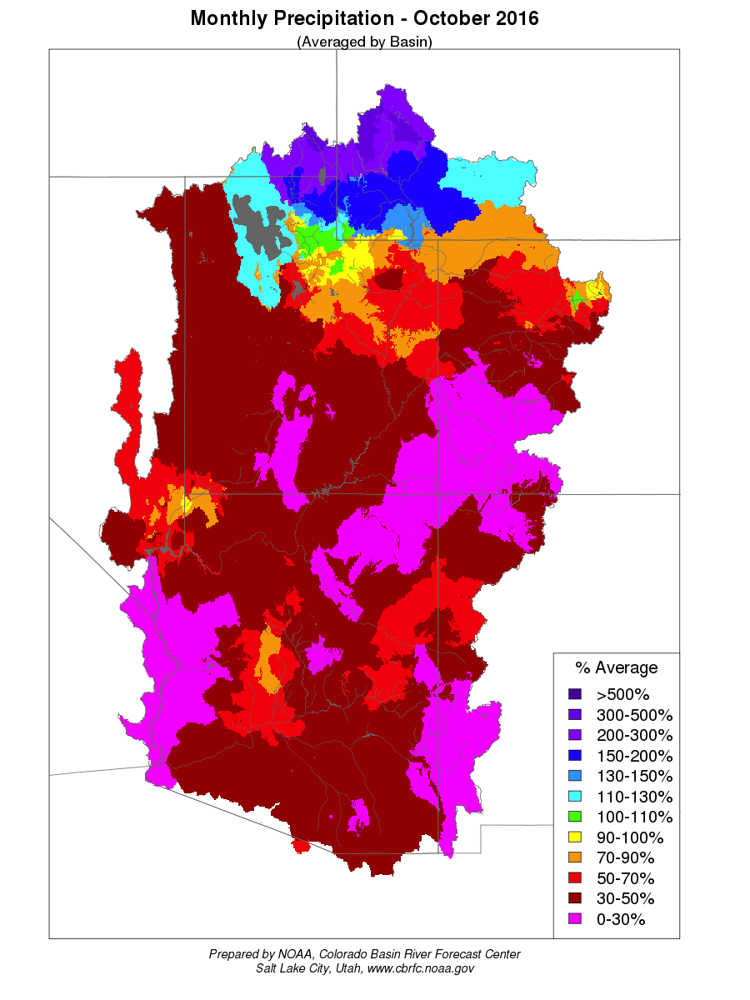 Monthly Precipitation - October 2016
(Averaged by Basin)
% Average
>500%
300-500%
200-300%
150-200%
130-150%
110-130%
100-110%
90-100%
70-90%
50-70%
30-50%
0-30%
Prepared by NOAA, Colorado Basin River Forecast Center
Salt Lake City, Utah, www.cbrfc.noaa.gov